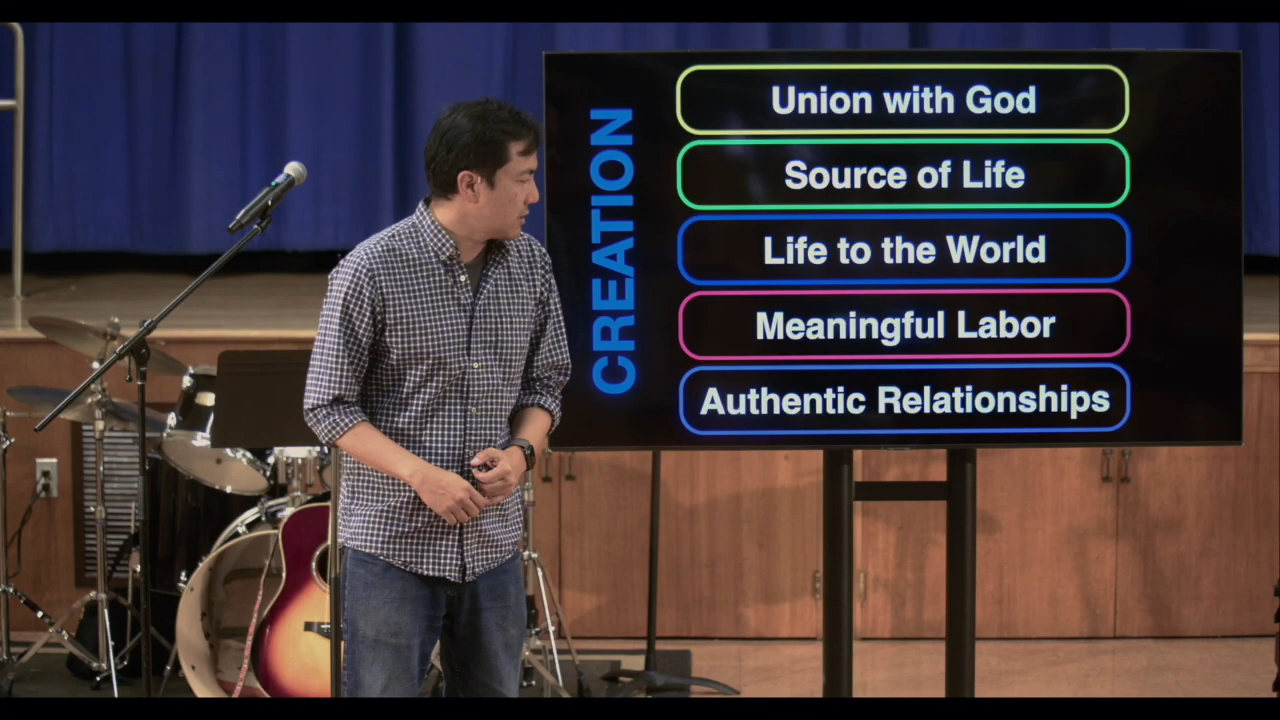 CREATION
Union with God
Source of Life
Life to the World
Meaningful Labor
Authentic Relationships